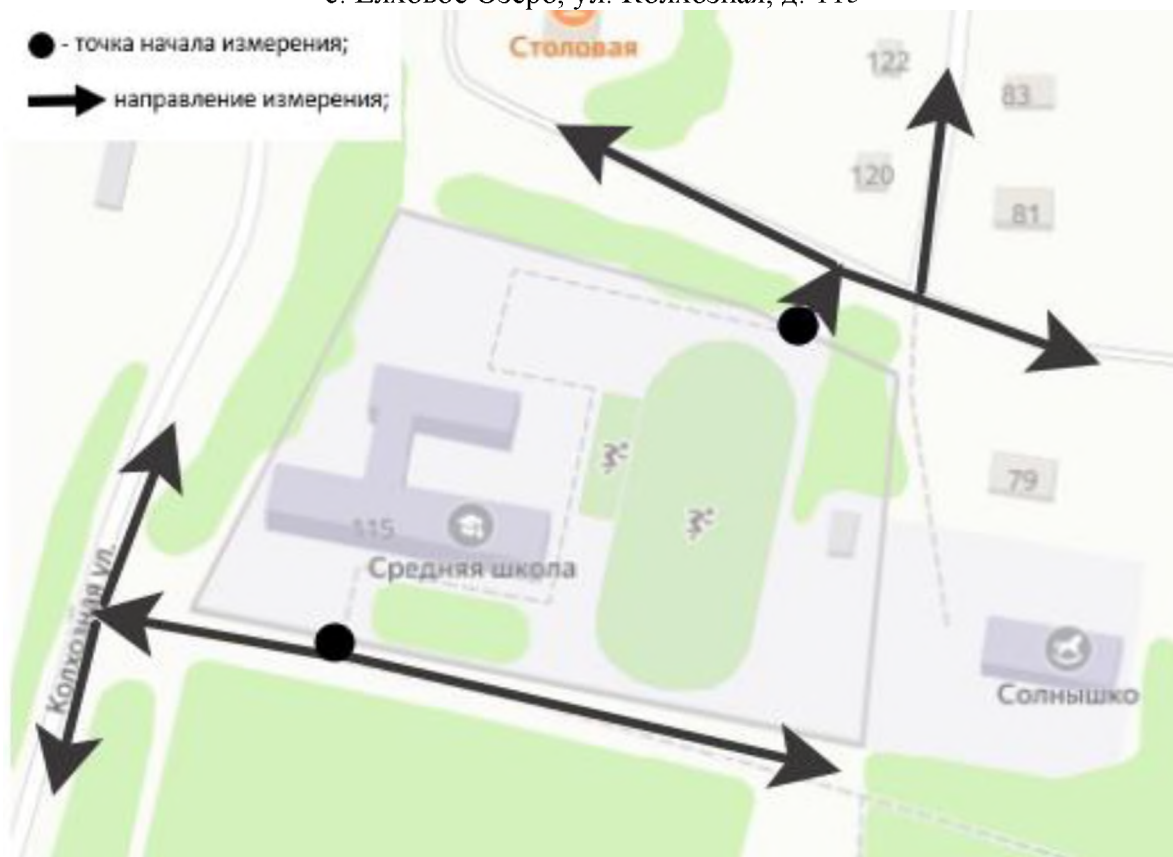 с. Елховое Озеро, ул. Колхозная, д. 115
- точка начала измерения;
направление измерения;
Столовая
122
83
120
81
79
115
Средняя школа
Колхозная ул.
Солнышко